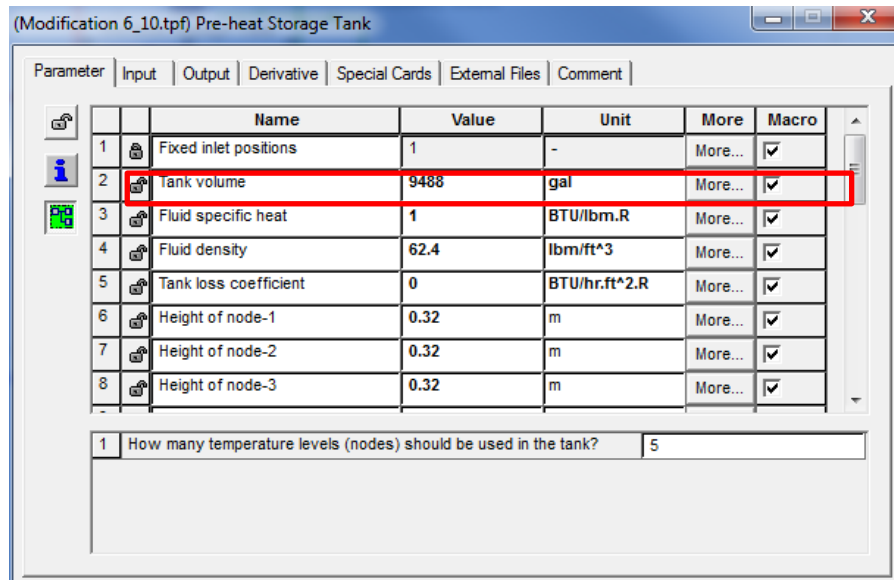 (Modification 6_10.tpf) Pre-heat Storage Tank
Parameter Input Output Derivative Special Cards External Files Comment
Name Value Unit More Macro
1 Fixed inlet positions 1 - More...
2 Tank volume 9488 gal More...
3 Fluid specific heat 1 BTU/lbm.R More...
4 Fluid density 62.4 lbm/ft^3 More...
5 Tank loss coefficient 0 BTU/hr.ft^2.R More...
6 Height of node-1 0.32 m More...
7 Height of node-2 0.32 m More...
8 Height of node-3 0.32 m More...
1 How many temperature levels (nodes) should be used in the tank? 5